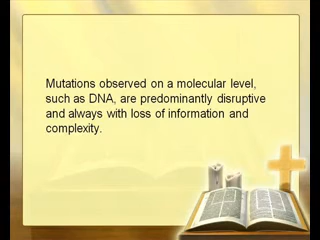 Mutations observed on a molecular level,
such as DNA, are predominantly disruptive
and always with loss of information and
complexity.